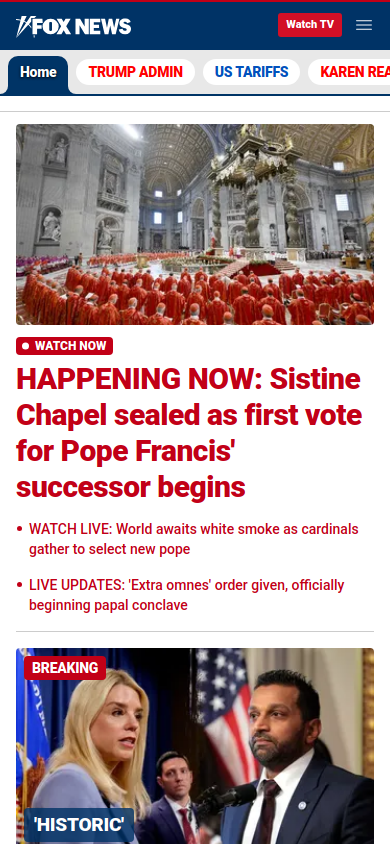 FOX NEWS
Watch TV
Home
TRUMP ADMIN
US TARIFFS
KAREN REA
WATCH NOW
HAPPENING NOW: Sistine
Chapel sealed as first vote
for Pope Francis'
successor begins
• WATCH LIVE: World awaits white smoke as cardinals
gather to select new pope
• LIVE UPDATES: 'Extra omnes' order given, officially
beginning papal conclave
BREAKING
'HISTORIC'